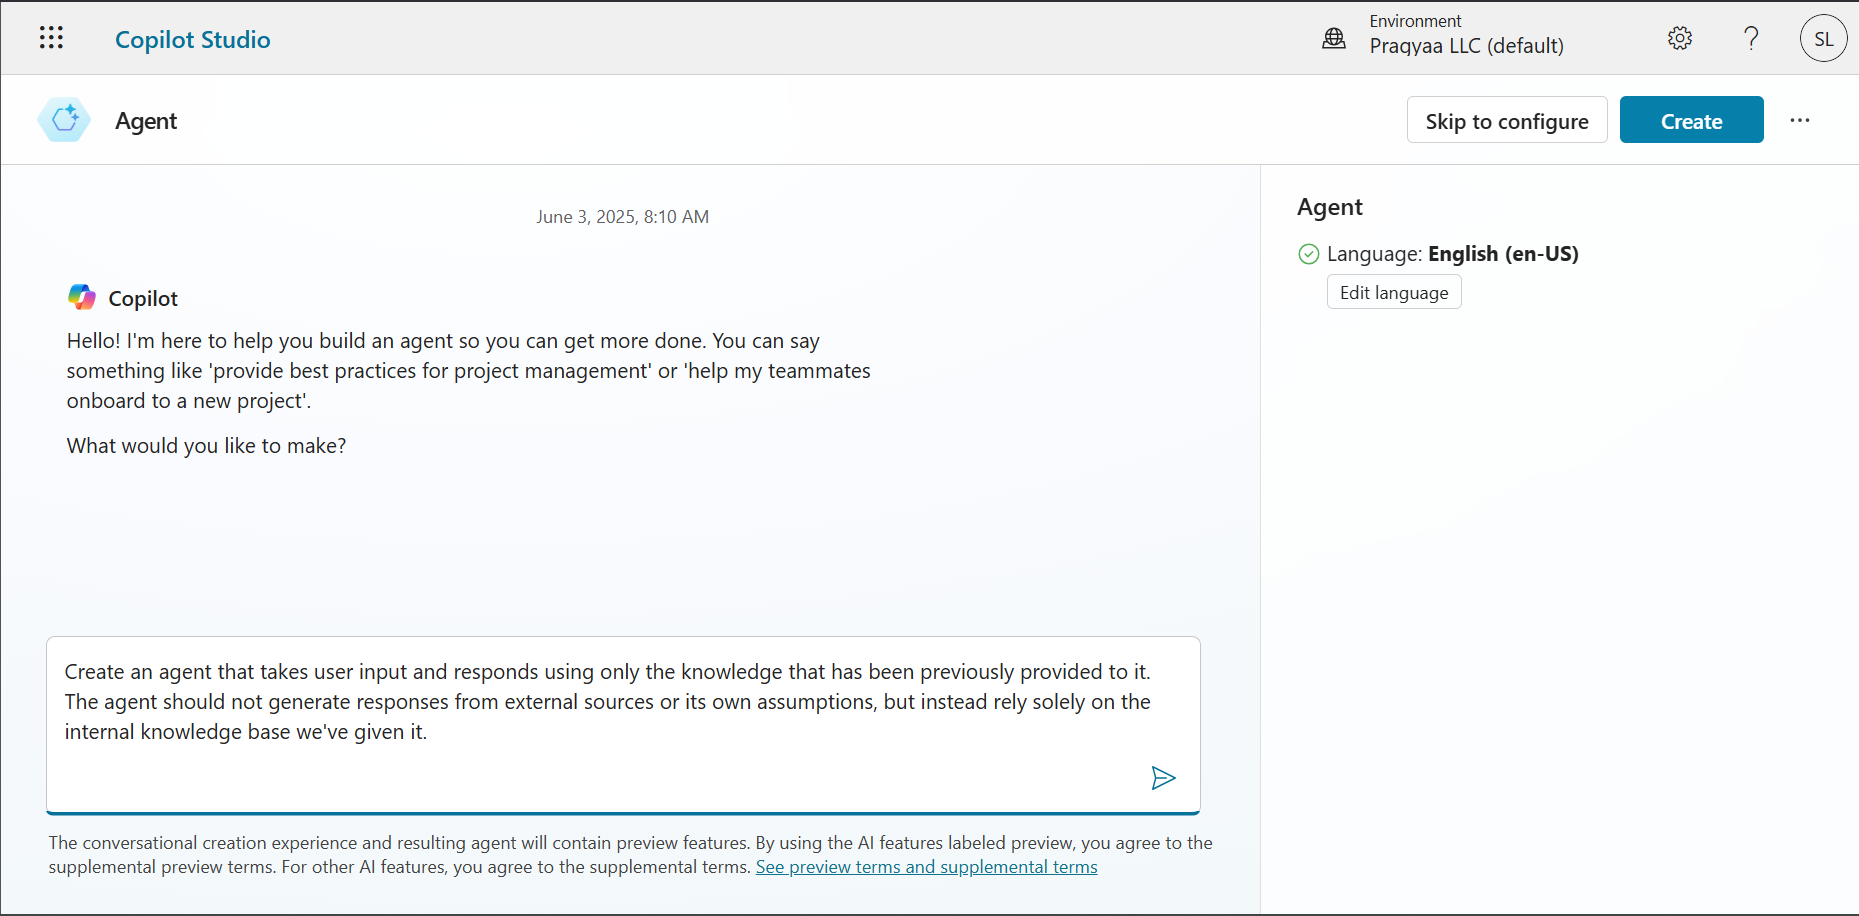 Copilot Studio
Environment
Pragyaa LLC (default)
?
SL
Agent
Skip to configure
Create
...
June 3, 2025, 8:10 AM
Copilot
Hello! I'm here to help you build an agent so you can get more done. You can say
something like 'provide best practices for project management' or 'help my teammates
onboard to a new project'.
What would you like to make?
Create an agent that takes user input and responds using only the knowledge that has been previously provided to it.
The agent should not generate responses from external sources or its own assumptions, but instead rely solely on the
internal knowledge base we've given it.
The conversational creation experience and resulting agent will contain preview features. By using the AI features labeled preview, you agree to the
supplemental preview terms. For other AI features, you agree to the supplemental terms. See preview terms and supplemental terms
Agent
Language: English (en-US)
Edit language